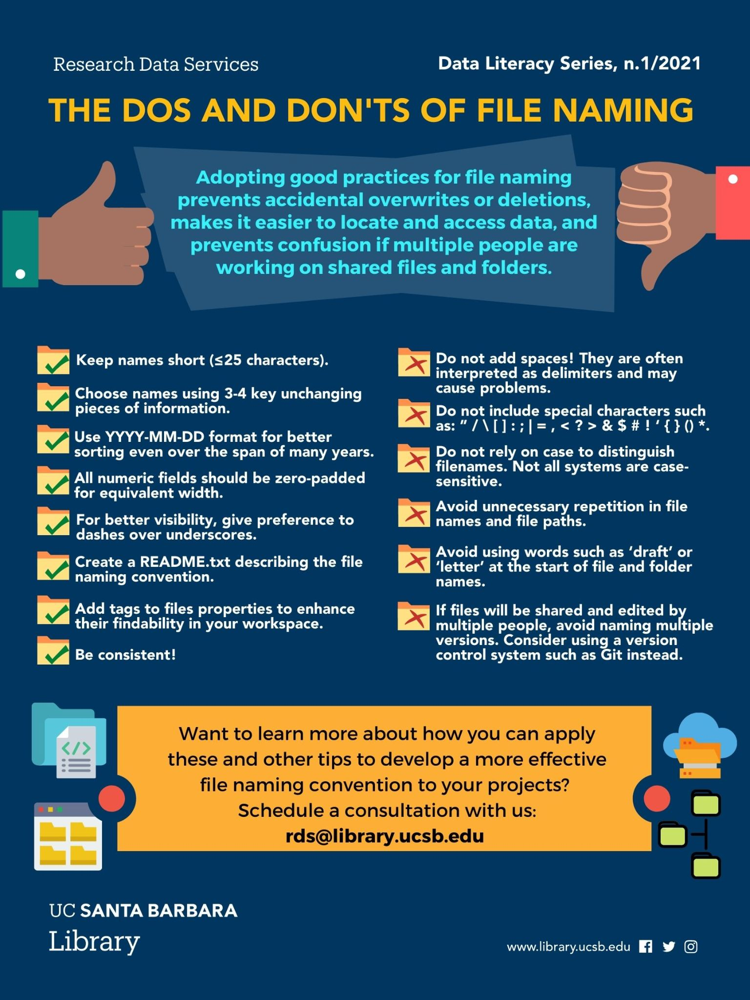 Research Data Services
Data Literacy Series, n.1/2021
THE DOS AND DON'TS OF FILE NAMING
Adopting good practices for file naming
prevents accidental overwrites or deletions,
makes it easier to locate and access data, and
prevents confusion if multiple people are
working on shared files and folders.
Keep names short (≤25 characters).
Choose names using 3-4 key unchanging
pieces of information.
Use YYYY-MM-DD format for better
sorting even over the span of many years.
All numeric fields should be zero-padded
for equivalent width.
For better visibility, give preference to
dashes over underscores.
Create a README.txt describing the file
naming convention.
Add tags to files properties to enhance
their findability in your workspace.
Be consistent!
Do not add spaces! They are often
interpreted as delimiters and may
cause problems.
Do not include special characters such
as: ” / \ [ ] : ; | = , < ? > & $ # ! ‘ { } () *.
Do not rely on case to distinguish
filenames. Not all systems are case-
sensitive.
Avoid unnecessary repetition in file
names and file paths.
Avoid using words such as ‘draft’ or
‘letter’ at the start of file and folder
names.
If files will be shared and edited by
multiple people, avoid naming multiple
versions. Consider using a version
control system such as Git instead.
</>
Want to learn more about how you can apply
these and other tips to develop a more effective
file naming convention to your projects?
Schedule a consultation with us:
rds@library.ucsb.edu
UC SANTA BARBARA
Library
www.library.ucsb.edu